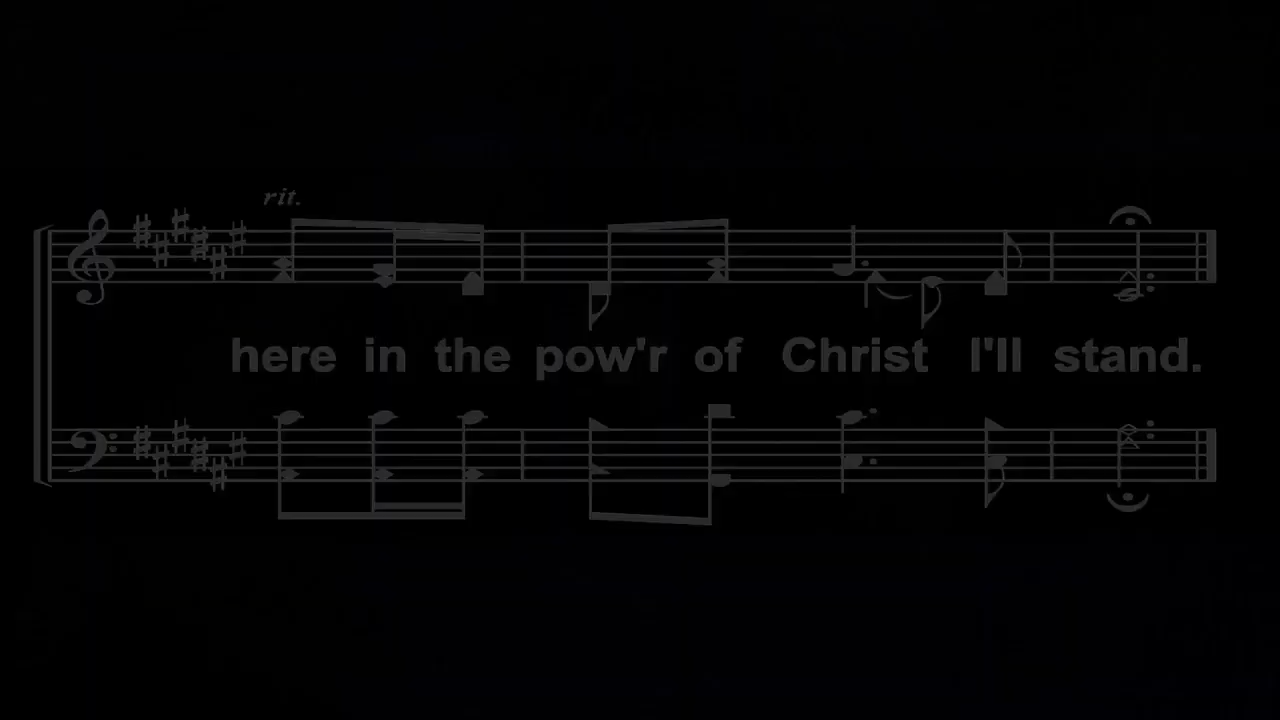 rit.
here in the pow'r of Christ I'll stand.